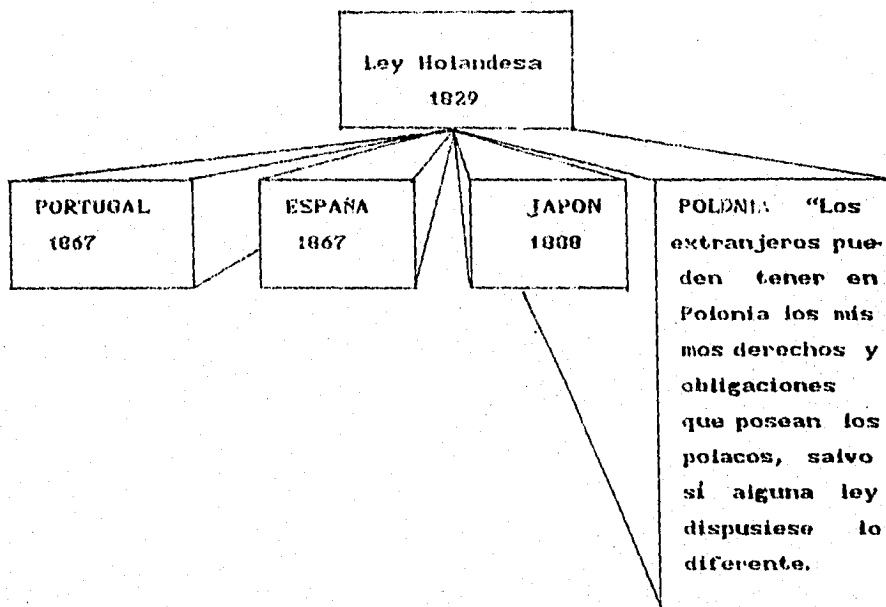 Ley Holandesa
1829
PORTUGAL
1867
ESPAÑA
1867
JAPON
1888
POLONIA "Los
extranjeros pue-
den tener en
Polonia los mis
mos derechos y
obligaciones
que posean los
polacos, salvo
sí alguna ley
dispusiese lo
diferente.